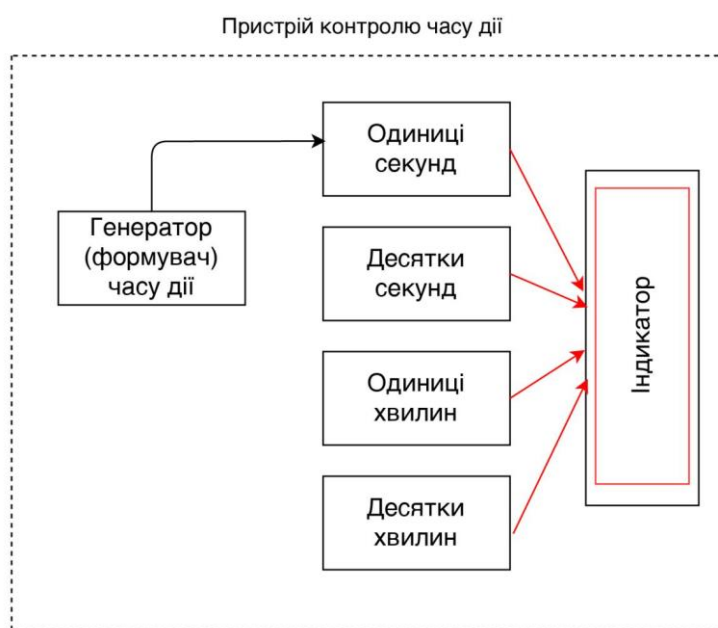 Пристрій контролю часу дії
Одиниці
секунд
Генератор
(формувач)
часу дії
Десятки
секунд
Одиниці
хвилин
Десятки
хвилин
Індикатор